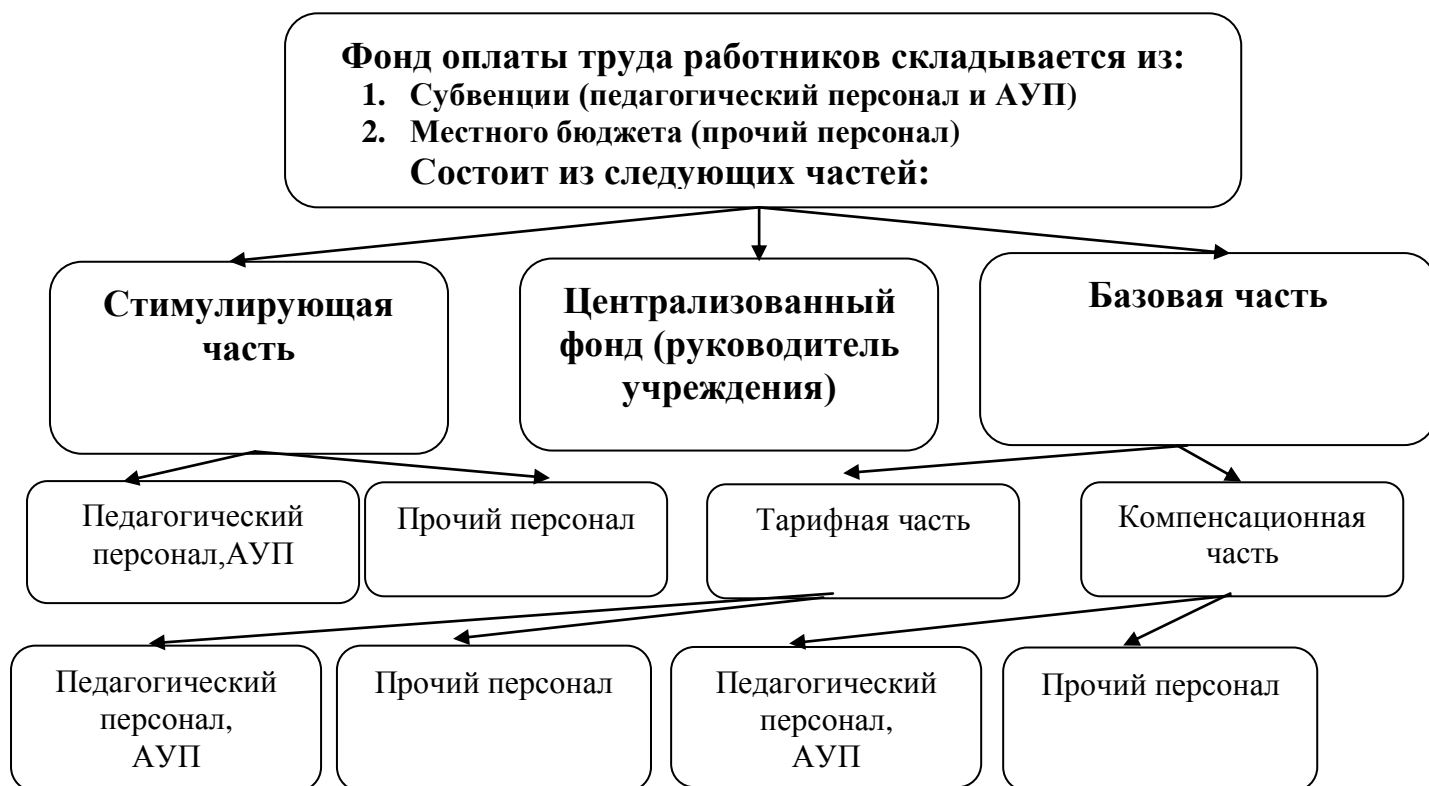 Фонд оплаты труда работников складывается из:
1. Субвенции (педагогический персонал и АУП)
2. Местного бюджета (прочий персонал)
Состоит из следующих частей:
Стимулирующая
часть
Централизованный
фонд (руководитель
учреждения)
Базовая часть
Педагогический
персонал,АУП
Прочий персонал
Тарифная часть
Компенсационная
часть
Педагогический
персонал,
АУП
Прочий персонал
Педагогический
персонал,
АУП
Прочий персонал